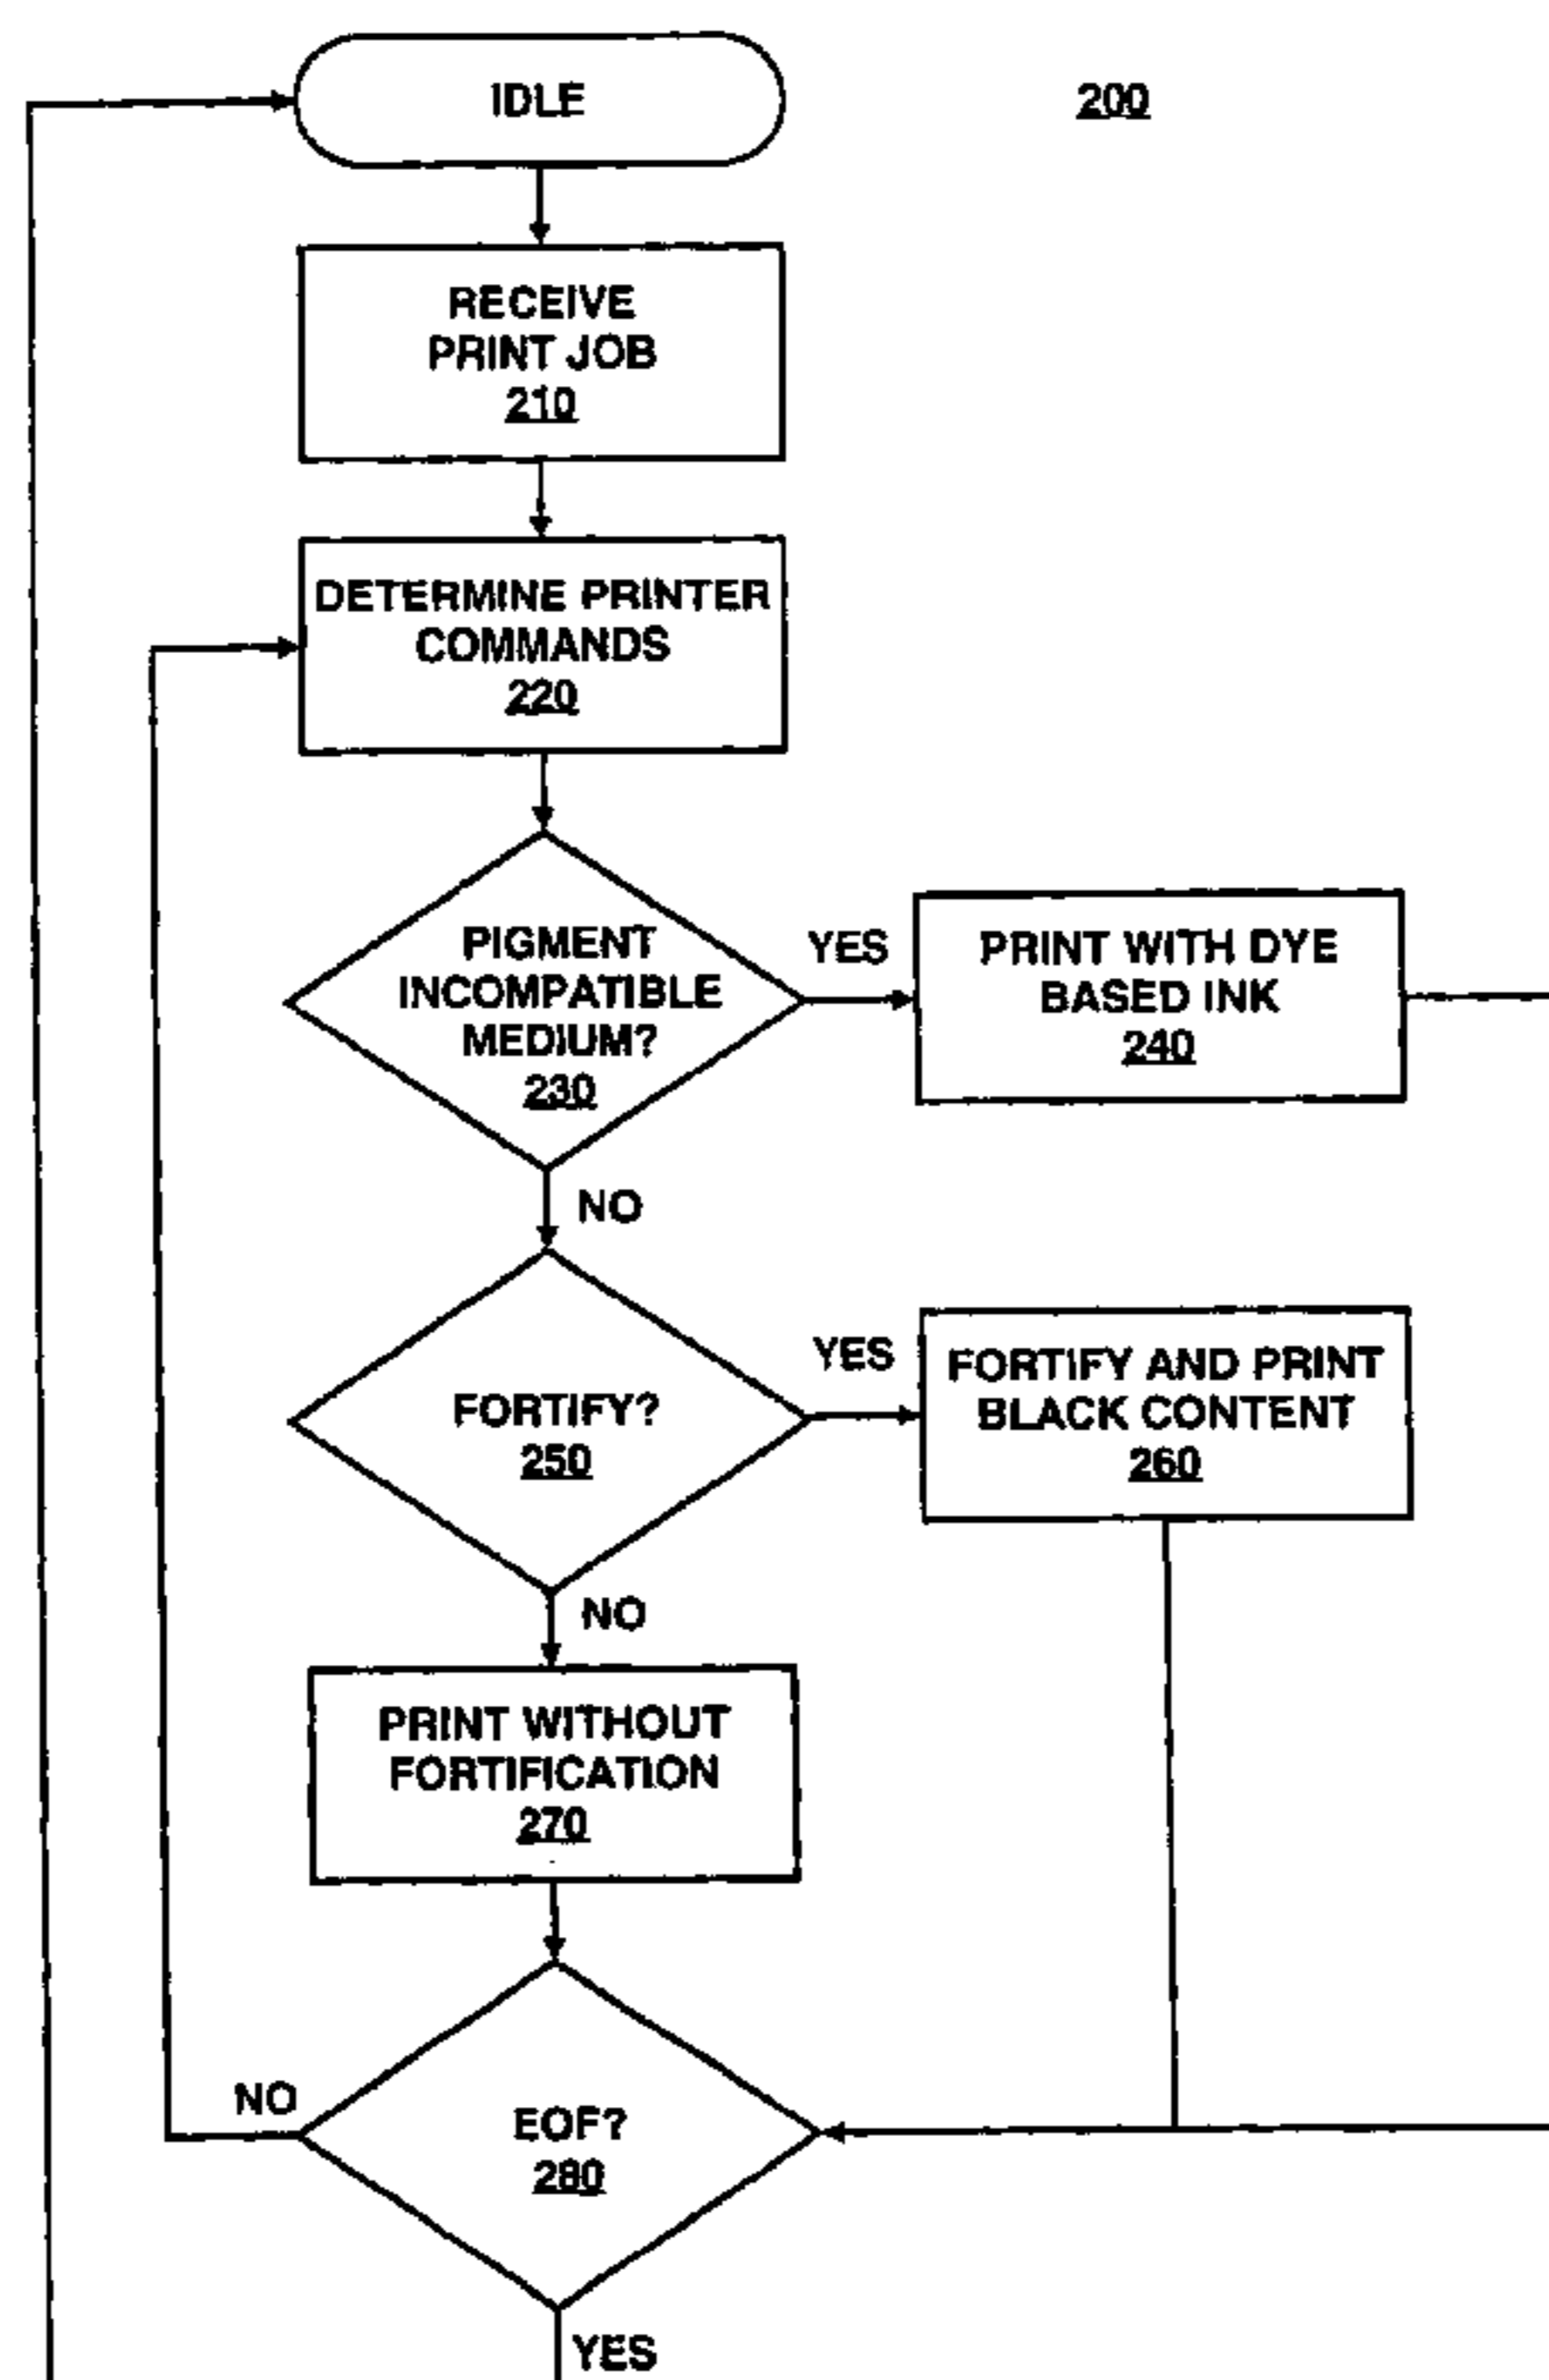 IDLE
200
RECEIVE
PRINT JOB
210
DETERMINE PRINTER
COMMANDS
220
PIGMENT
INCOMPATIBLE
MEDIUM?
230
YES
PRINT WITH DYE
BASED INK
240
NO
FORTIFY?
250
YES
FORTIFY AND PRINT
BLACK CONTENT
260
NO
PRINT WITHOUT
FORTIFICATION
270
NO
EOF?
280
YES